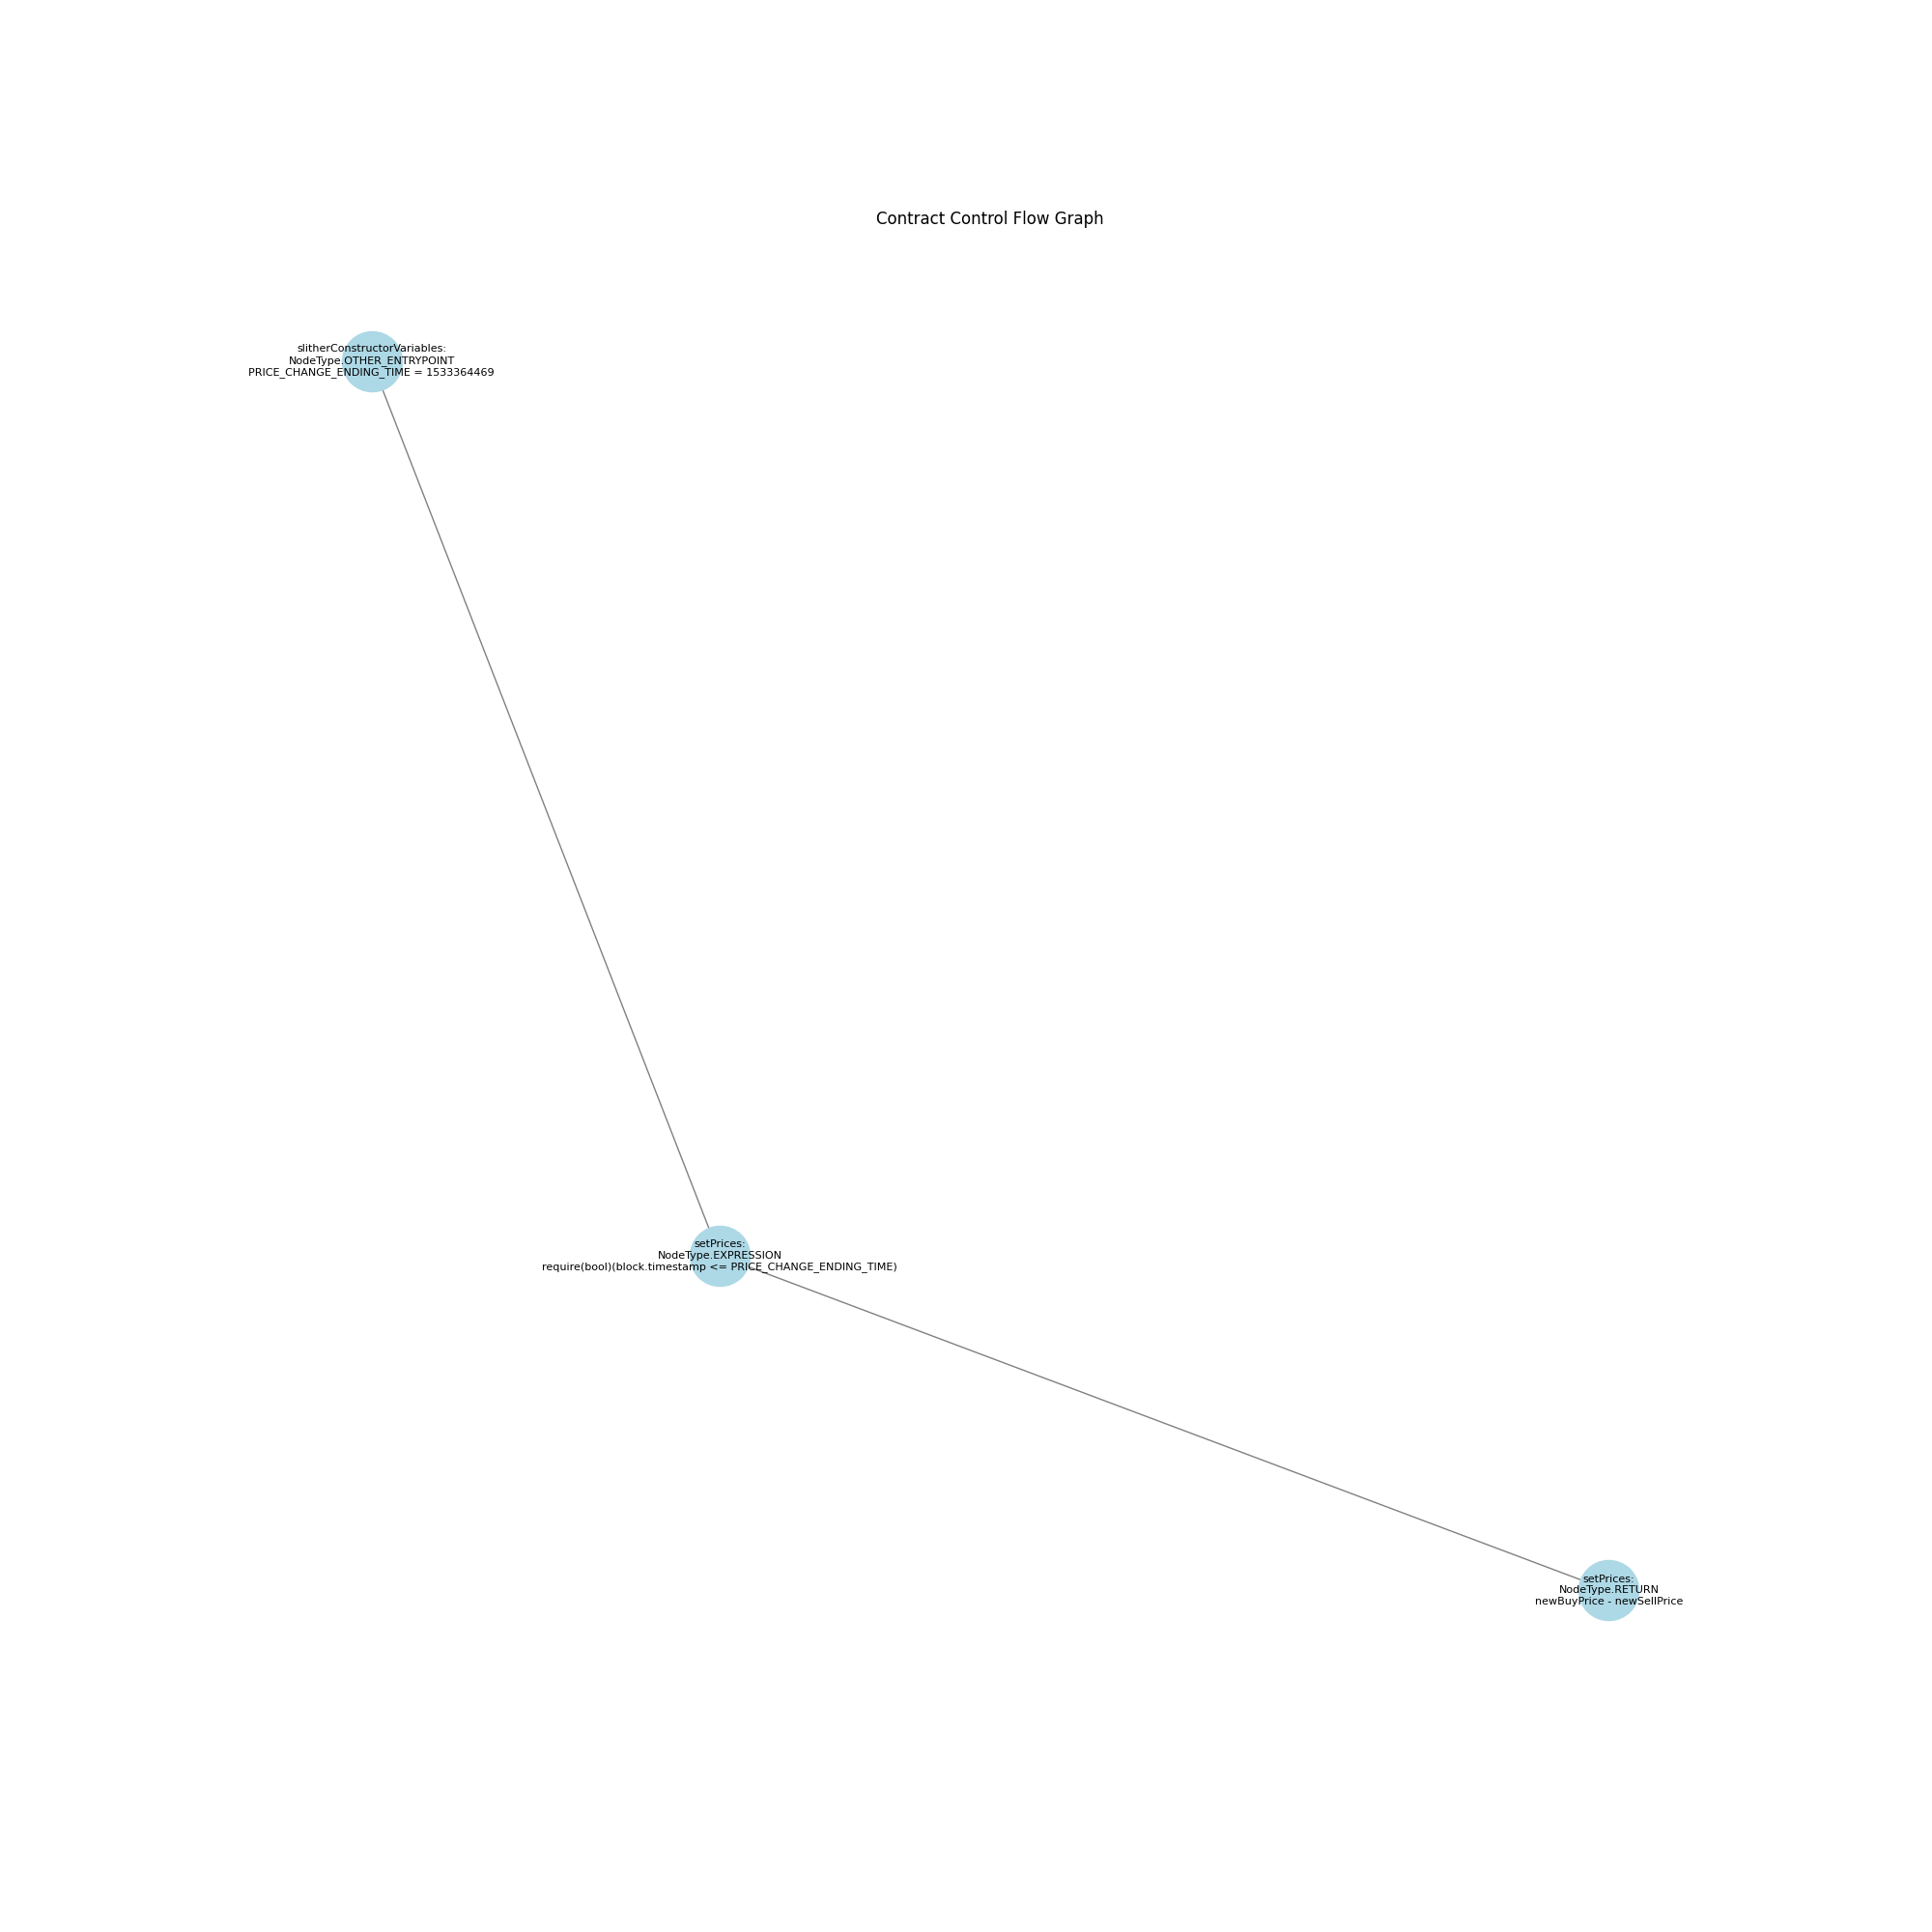 Contract Control Flow Graph
slitherConstructorVariables:
NodeType.OTHER_ENTRYPOINT
PRICE_CHANGE_ENDING_TIME = 1533364469
setPrices:
NodeType.EXPRESSION
require(bool)(block.timestamp <= PRICE_CHANGE_ENDING_TIME)
setPrices:
NodeType.RETURN
newBuyPrice - newSellPrice